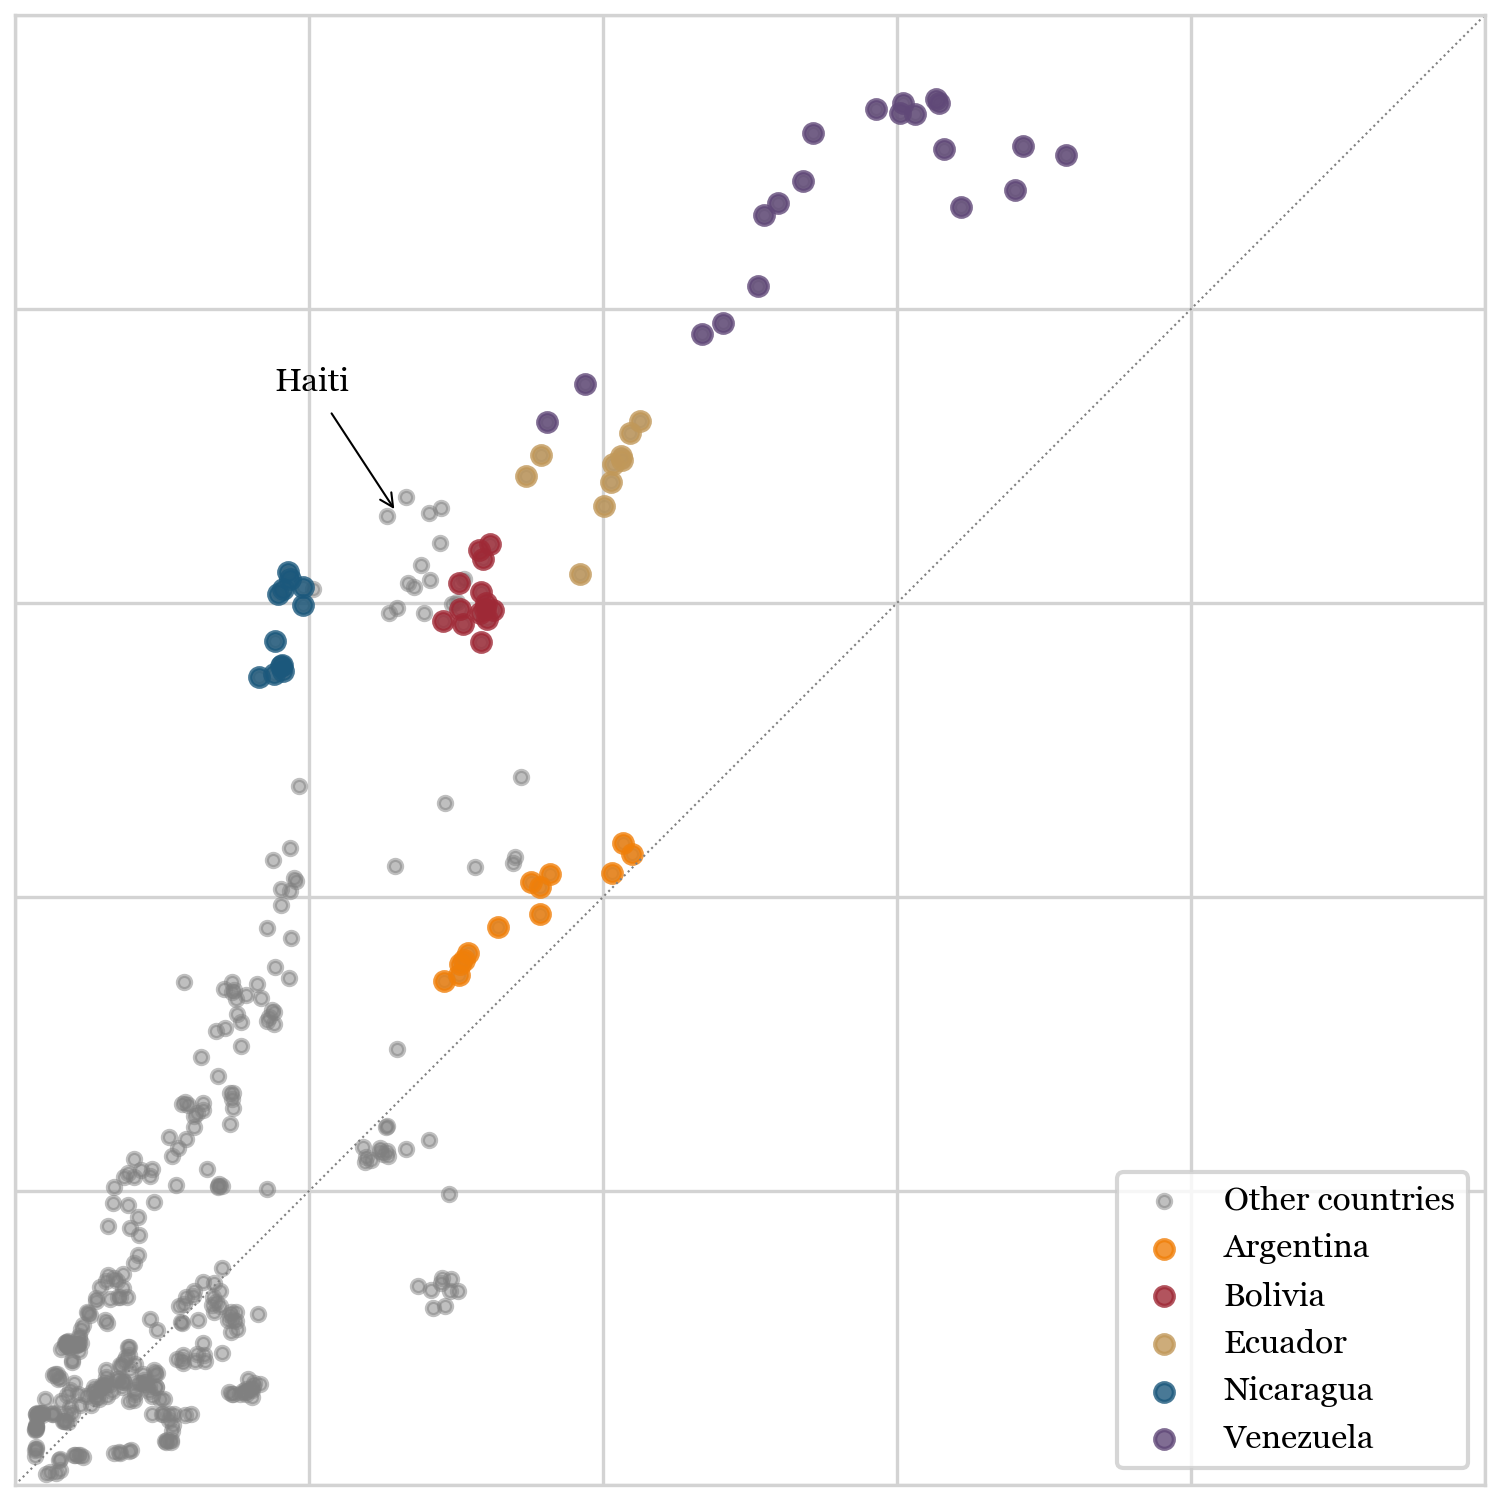 Haiti
Other countries
Argentina
Bolivia
Ecuador
Nicaragua
Venezuela